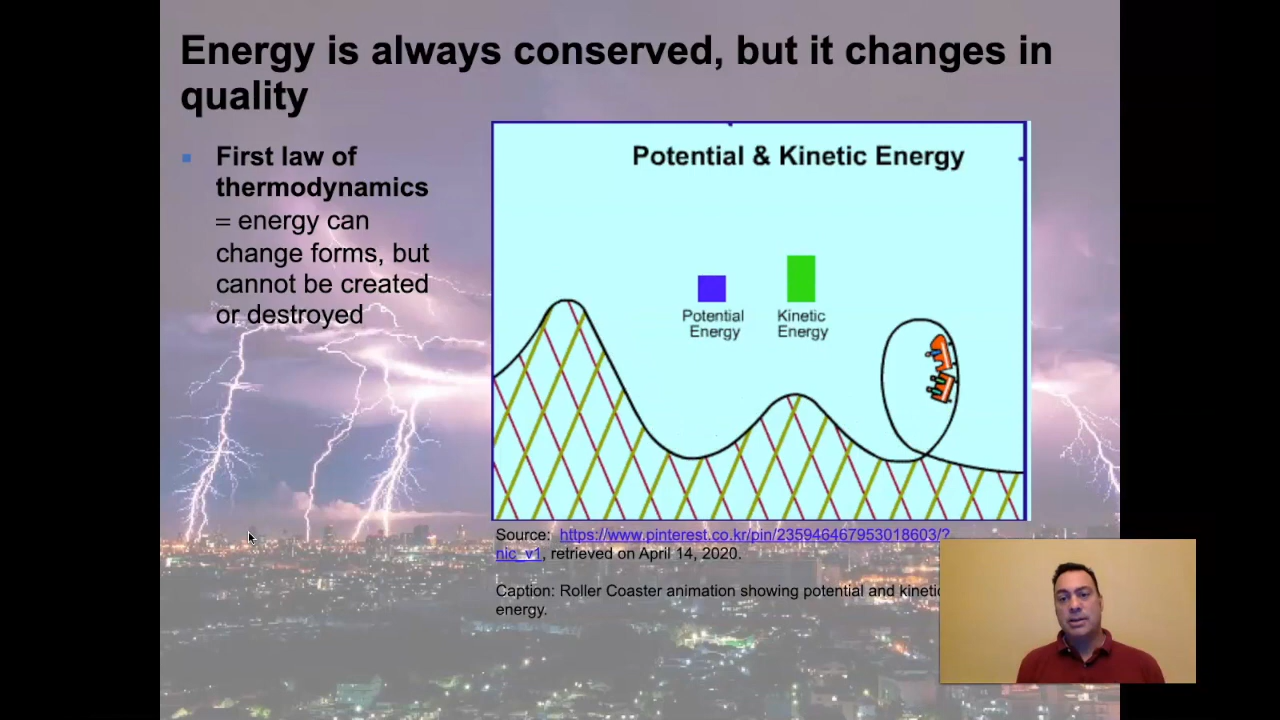 Energy is always conserved, but it changes in
quality
First law of
thermodynamics
= energy can
change forms, but
cannot be created
or destroyed
Potential & Kinetic Energy
Potential
Energy
Kinetic
Energy
Source: https://www.pinterest.co.kr/pin/235946467953018603/?
nic_v1, retrieved on April 14, 2020.
Caption: Roller Coaster animation showing potential and kinetic
energy.